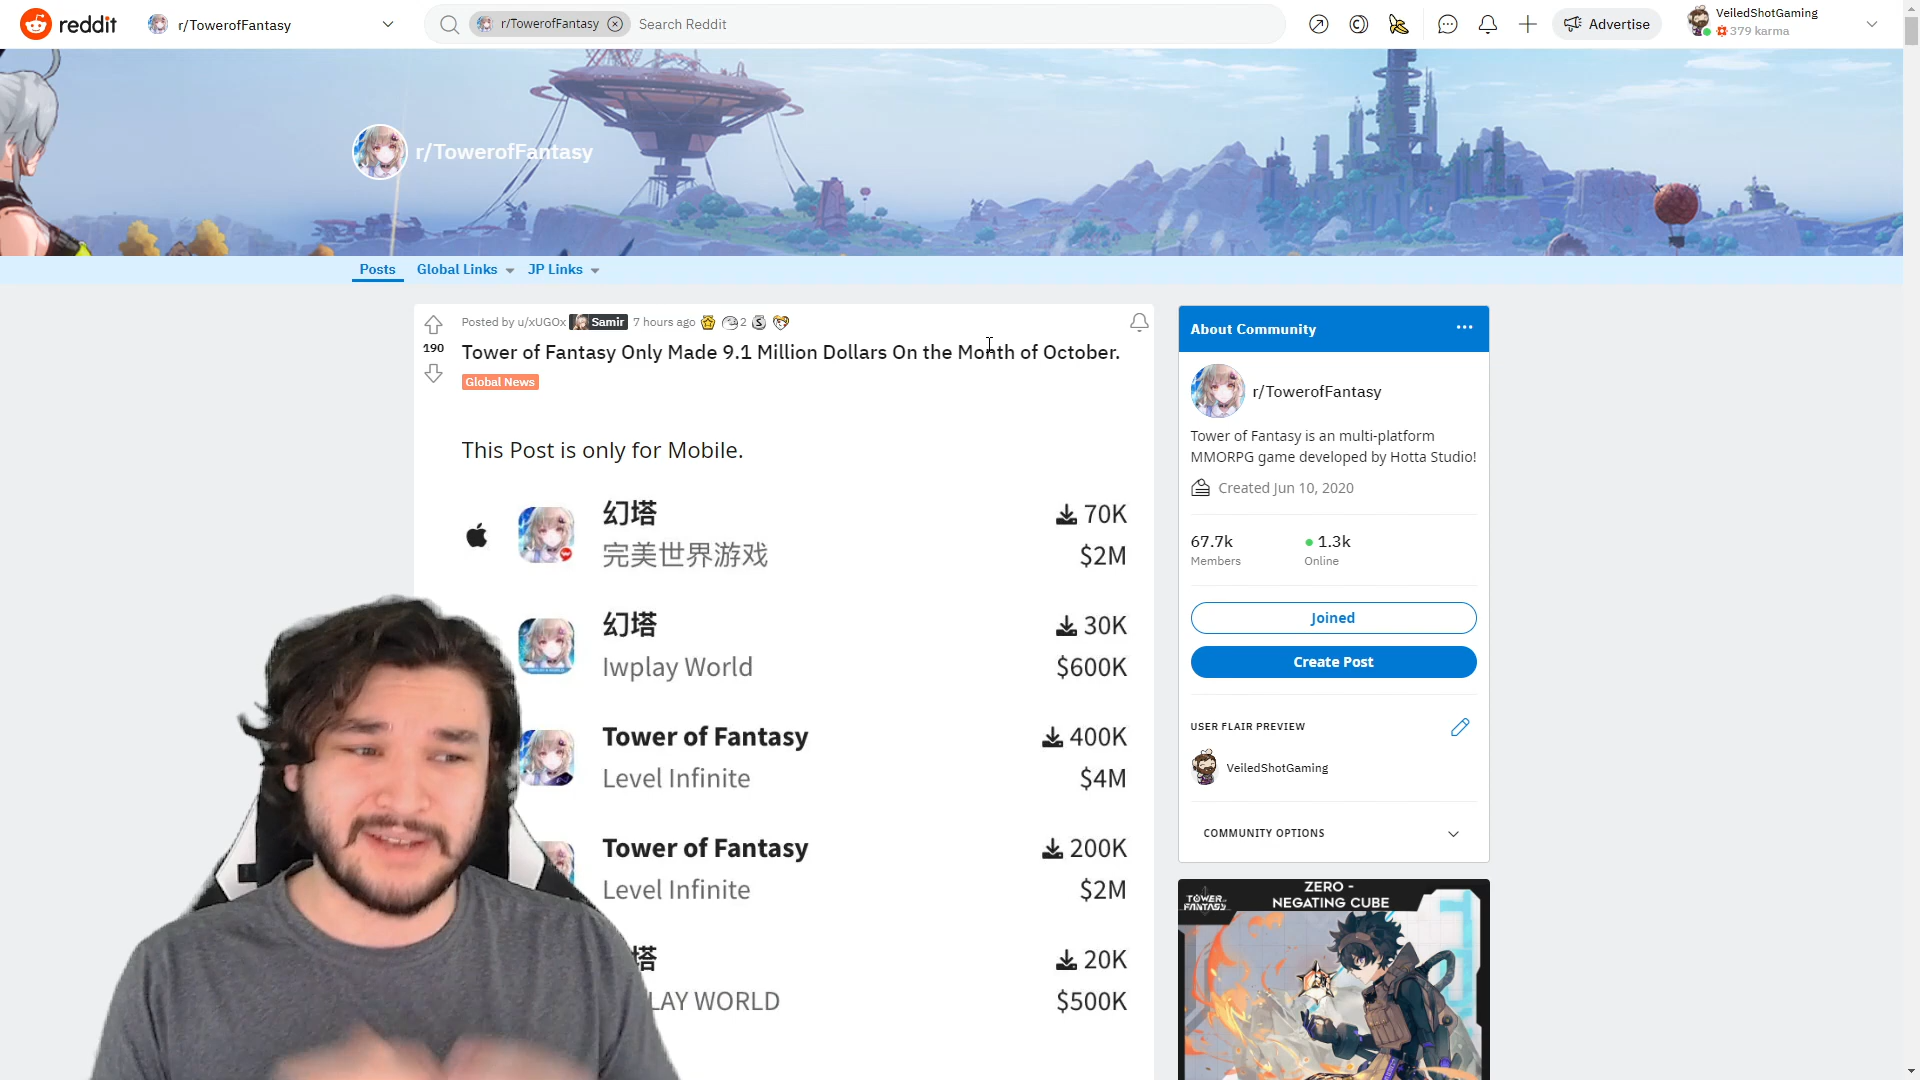 reddit
r/TowerofFantasy
r/TowerofFantasy
Search Reddit
Advertise
VeiledShotGaming
379 karma
r/TowerofFantasy
Posts
Global Links
JP Links
Posted by u/xUGOx
Samir
7 hours ago
2
190
Tower of Fantasy Only Made 9.1 Million Dollars On the Month of October.
Global News
This Post is only for Mobile.
幻塔
70K
完美世界游戏
$2M
幻塔
30K
Iwplay World
$600K
Tower of Fantasy
400K
Level Infinite
$4M
Tower of Fantasy
200K
Level Infinite
$2M
塔
20K
LAY WORLD
$500K
About Community
r/TowerofFantasy
Tower of Fantasy is an multi-platform
MMORPG game developed by Hotta Studio!
Created Jun 10, 2020
67.7k
1.3k
Members
Online
Joined
Create Post
USER FLAIR PREVIEW
VeiledShotGaming
COMMUNITY OPTIONS
TOWER OF FANTASY
ZERO -
NEGATING CUBE